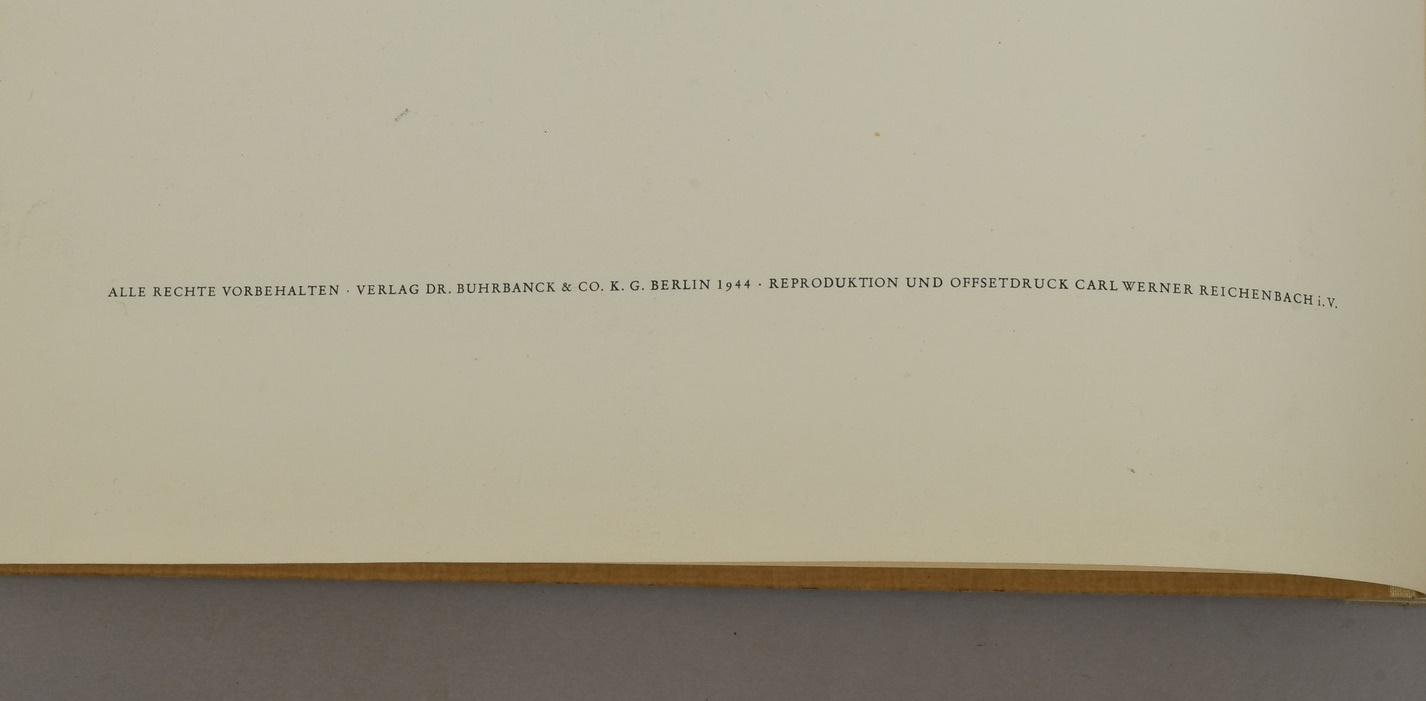 ALLE RECHTE VORBEHALTEN · VERLAG DR. BUHRBANCK & CO. K. G. BERLIN 1944 · REPRODUKTION UND OFFSETDRUCK CARL WERNER REICHENBACH i.V.